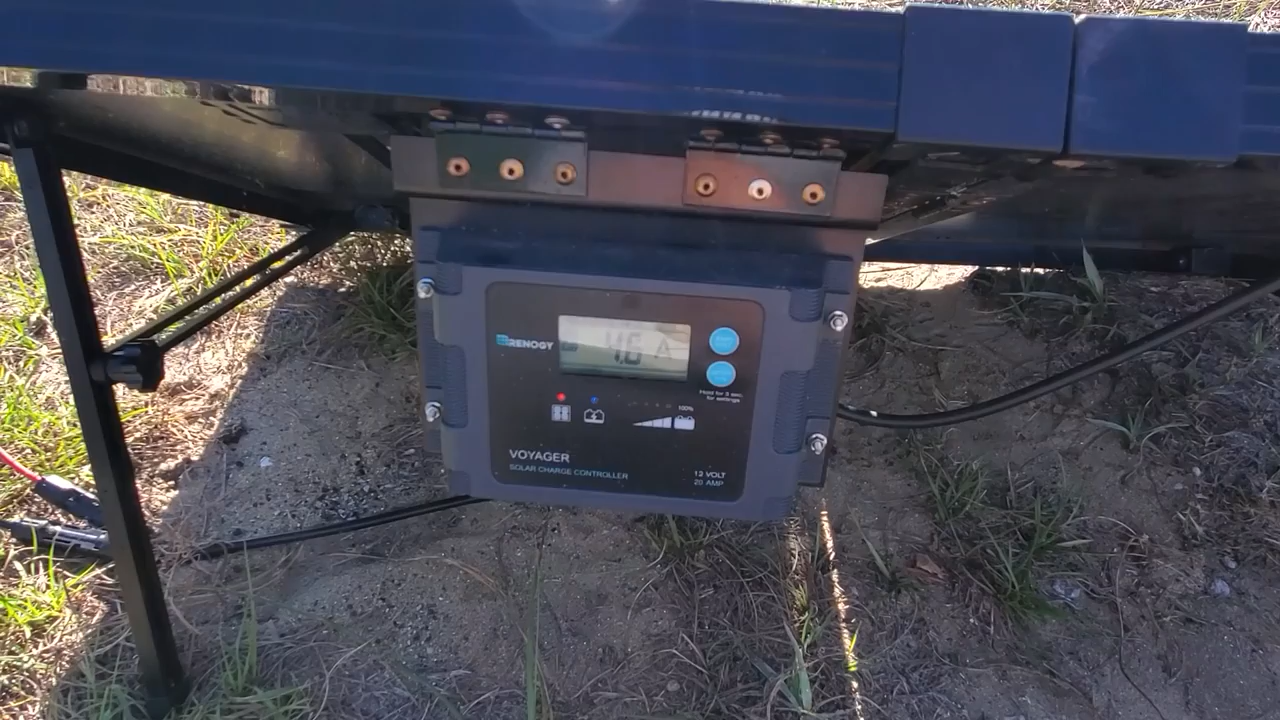 RENOGY
4.6 A
Hold for 3 sec.
for settings
100%
VOYAGER
SOLAR CHARGE CONTROLLER
12 VOLT
20 AMP